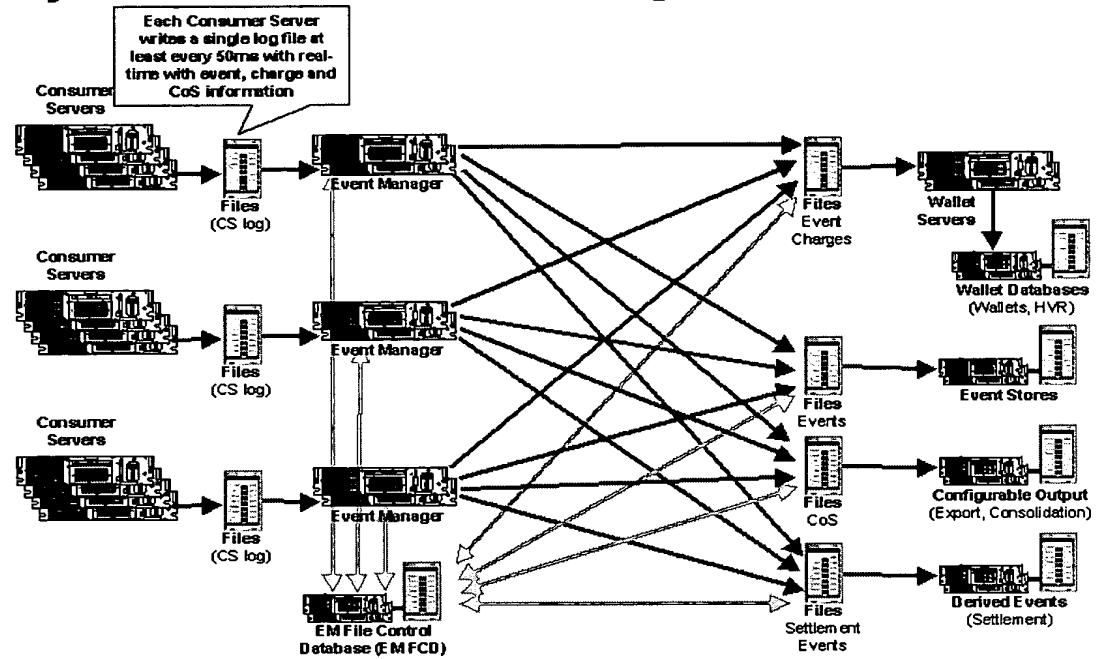 Each Consumer Server
writes a single log file at
least every 50ms with real-
time with event, charge and
CoS information
Consumer
Servers
Files
(CS log)
Event Manager
Files
Event
Charges
Wallet
Servers
Wallet Databases
(Wallets, HVR)
Consumer
Servers
Files
(CS log)
Event Manager
Files
Events
Event Stores
Consumer
Servers
Files
(CS log)
Event Manager
Files
CoS
Configurable Output
(Export, Consolidation)
EM File Control
Database (EM FCD)
Files
Settlement
Events
Derived Events
(Settlement)